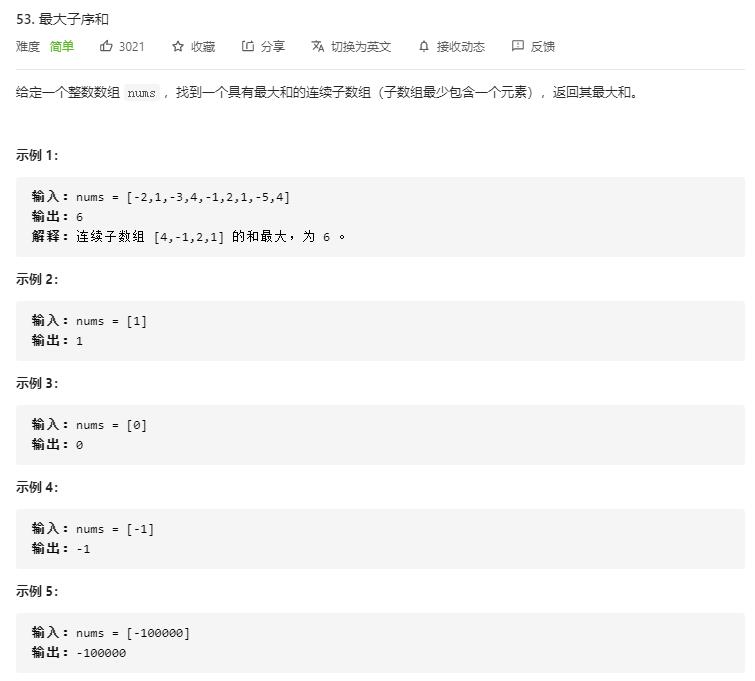 53. 最大子序和
难度 简单 3021 收藏 分享 切换为英文 接收动态 反馈
给定一个整数数组 nums ，找到一个具有最大和的连续子数组（子数组最少包含一个元素），返回其最大和。
示例 1：
输入：nums = [-2,1,-3,4,-1,2,1,-5,4]
输出：6
解释：连续子数组 [4,-1,2,1] 的和最大，为 6 。
示例 2：
输入：nums = [1]
输出：1
示例 3：
输入：nums = [0]
输出：0
示例 4：
输入：nums = [-1]
输出：-1
示例 5：
输入：nums = [-100000]
输出：-100000